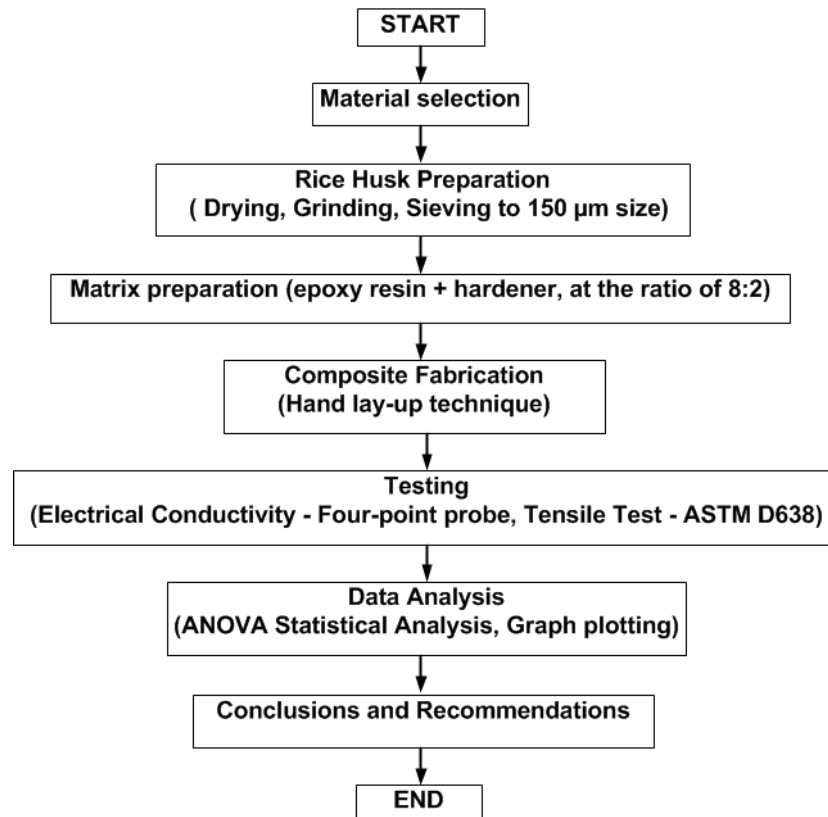 START
Material selection
Rice Husk Preparation
( Drying, Grinding, Sieving to 150 µm size)
Matrix preparation (epoxy resin + hardener, at the ratio of 8:2)
Composite Fabrication
(Hand lay-up technique)
Testing
(Electrical Conductivity - Four-point probe, Tensile Test - ASTM D638)
Data Analysis
(ANOVA Statistical Analysis, Graph plotting)
Conclusions and Recommendations
END